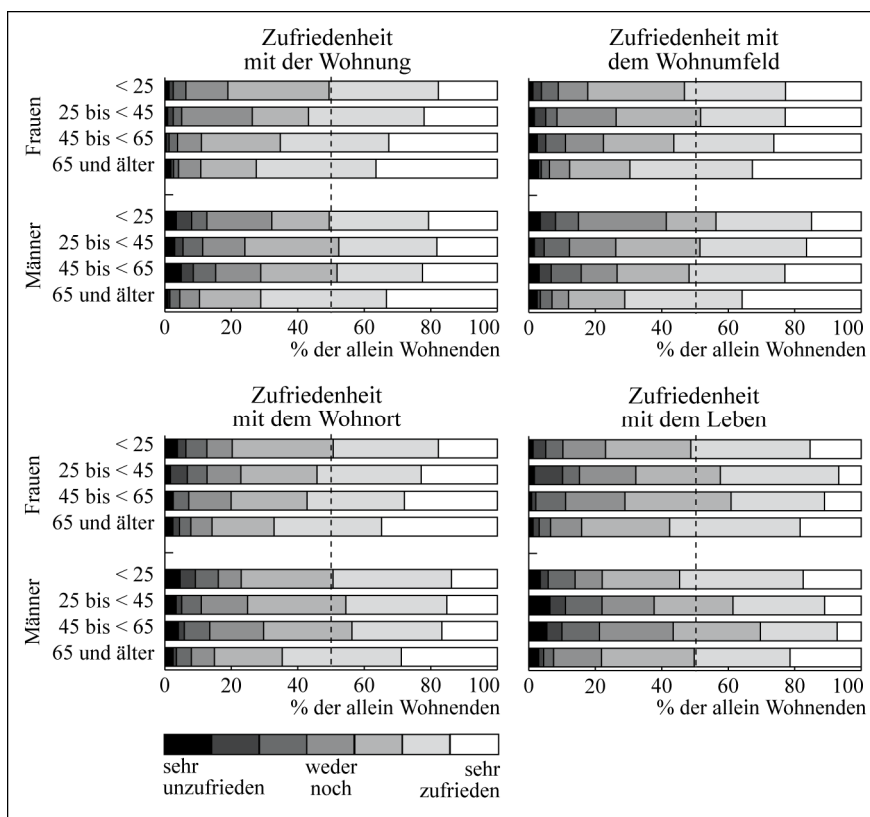 Zufriedenheit
mit der Wohnung
Frauen
< 25
25 bis < 45
45 bis < 65
65 und älter
Männer
< 25
25 bis < 45
45 bis < 65
65 und älter
0 20 40 60 80 100
% der allein Wohnenden
Zufriedenheit mit
dem Wohnumfeld
0 20 40 60 80 100
% der allein Wohnenden
Zufriedenheit
mit dem Wohnort
Frauen
< 25
25 bis < 45
45 bis < 65
65 und älter
Männer
< 25
25 bis < 45
45 bis < 65
65 und älter
0 20 40 60 80 100
% der allein Wohnenden
Zufriedenheit
mit dem Leben
0 20 40 60 80 100
% der allein Wohnenden
sehr
unzufrieden
weder
noch
sehr
zufrieden